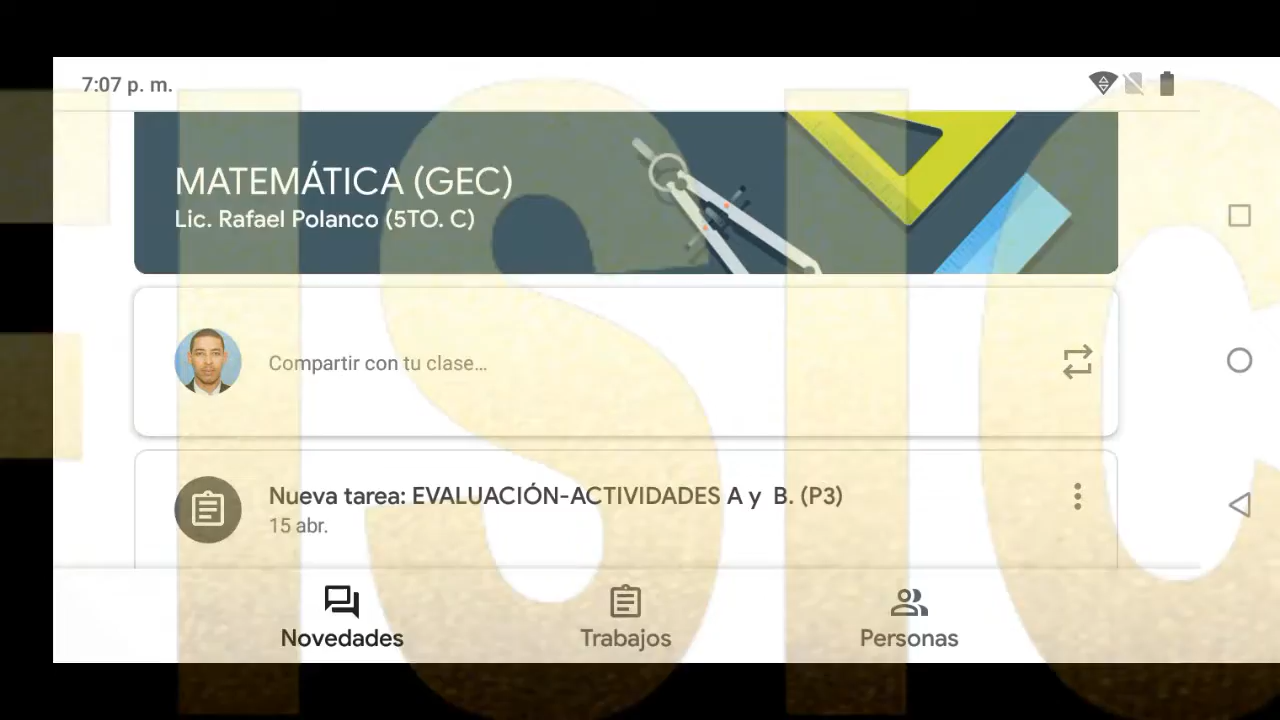 7:07 p. m.
MATEMÁTICA (GEC)
Lic. Rafael Polanco (5TO. C)
Compartir con tu clase...
Nueva tarea: EVALUACIÓN-ACTIVIDADES A y B. (P3)
15 abr.
Novedades
Trabajos
Personas